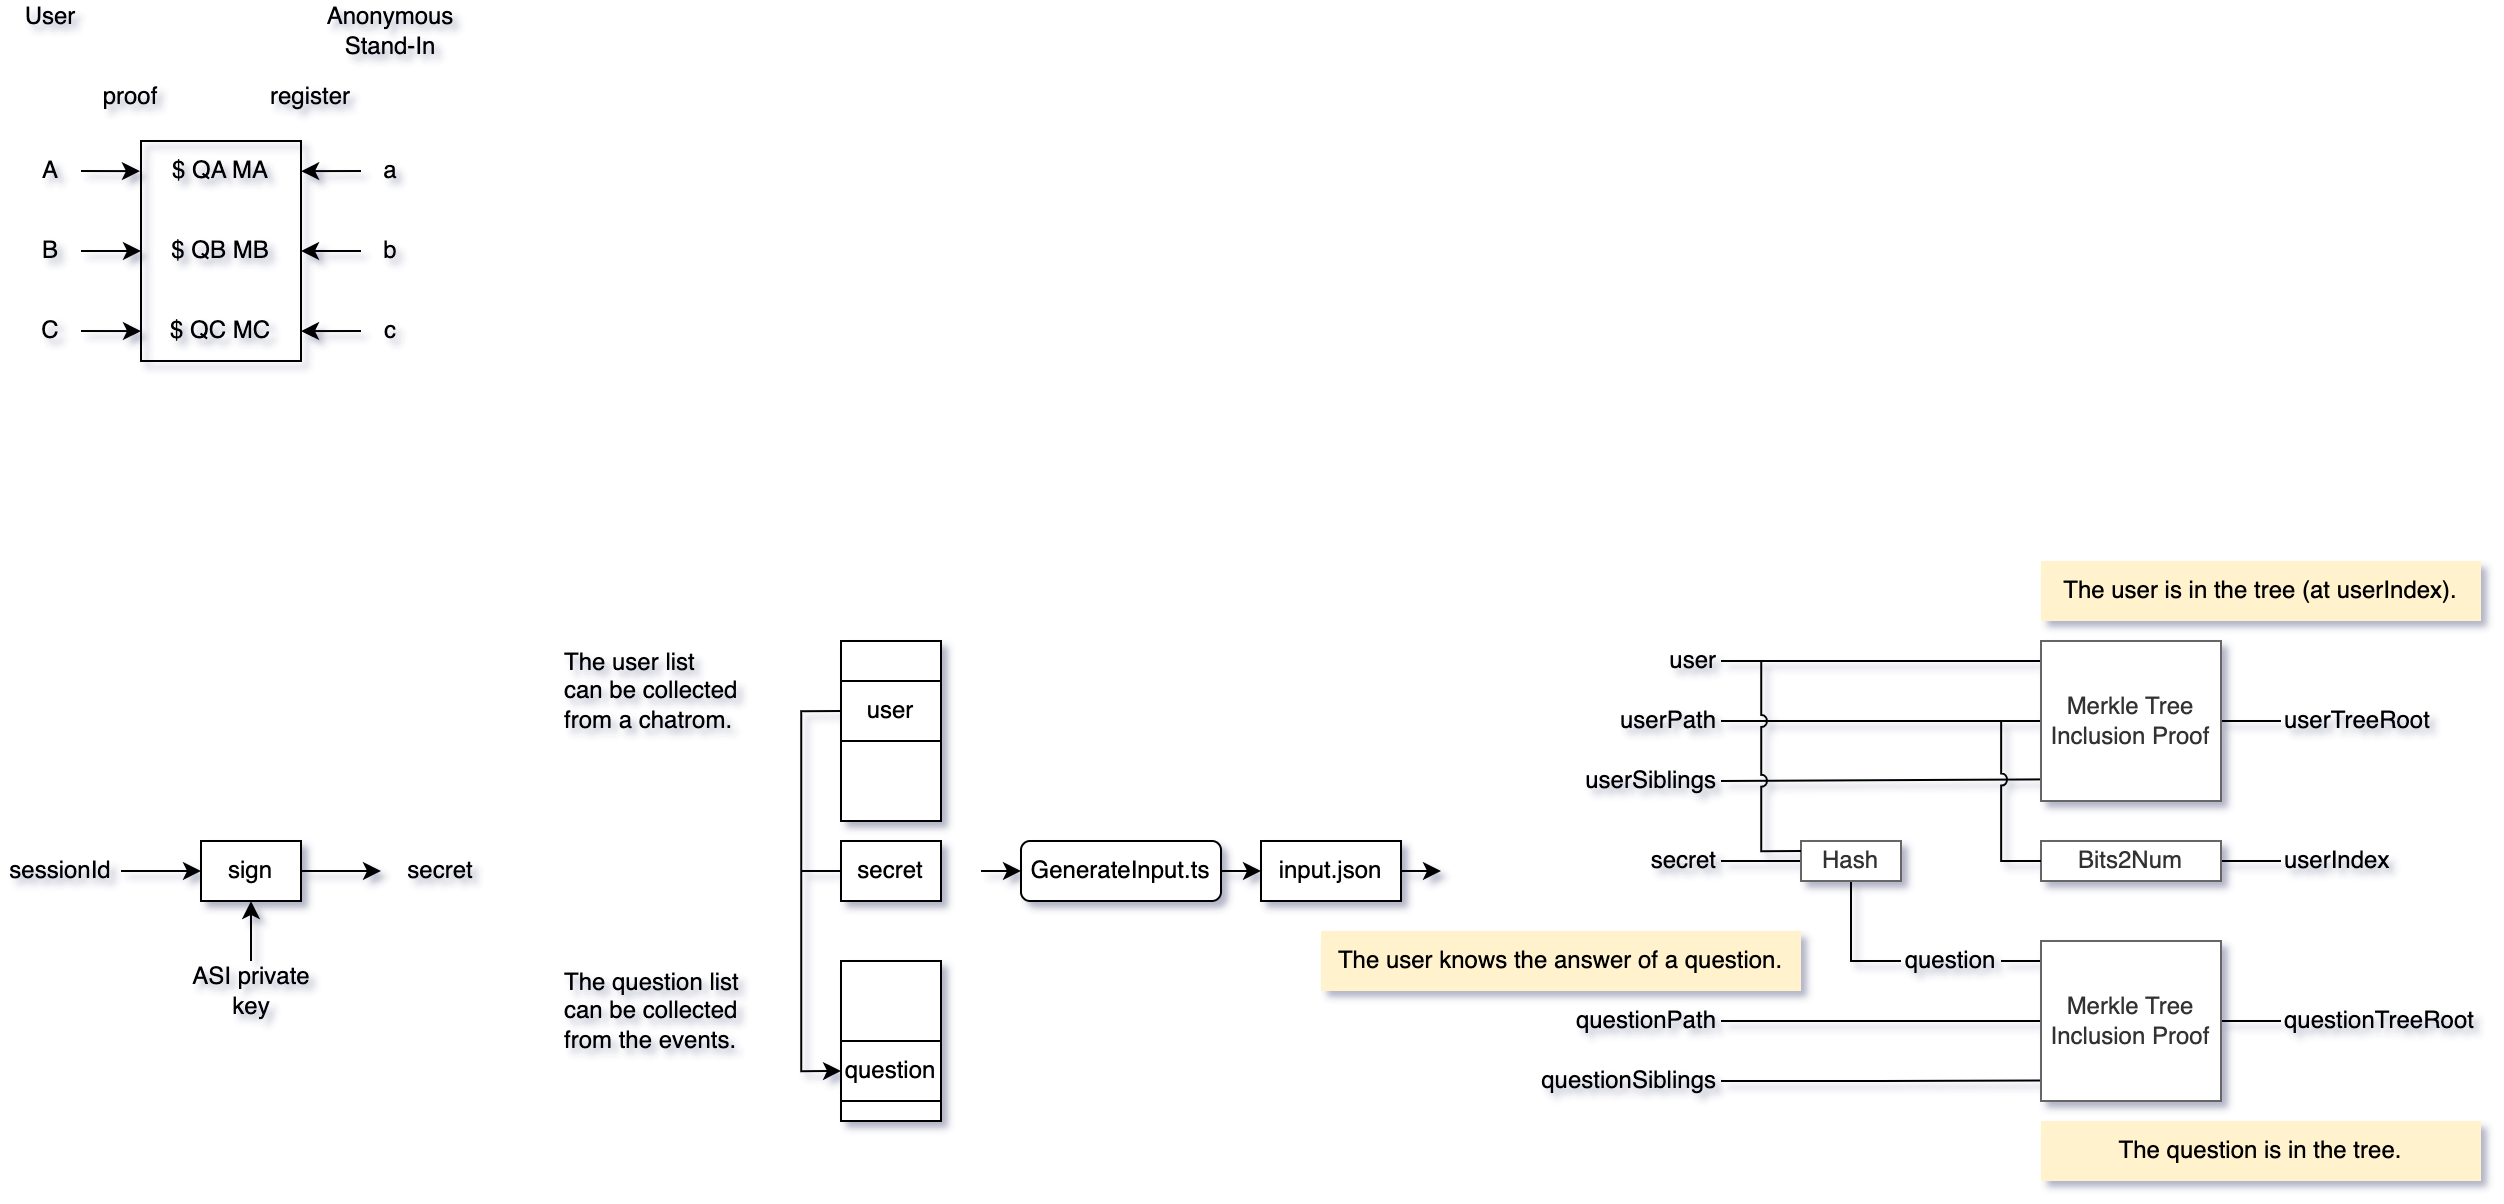 User
Anonymous
Stand-In
proof
register
A
$ QA MA
a
B
$ QB MB
b
C
$ QC MC
c
sessionId
sign
secret
ASI private
key
The user list
can be collected
from a chatrom.
user
secret
The question list
can be collected
from the events.
question
GenerateInput.ts
input.json
The user is in the tree (at userIndex).
user
userPath
userSiblings
Merkle Tree
Inclusion Proof
userTreeRoot
secret
Hash
Bits2Num
userIndex
The user knows the answer of a question.
question
questionPath
questionSiblings
Merkle Tree
Inclusion Proof
questionTreeRoot
The question is in the tree.